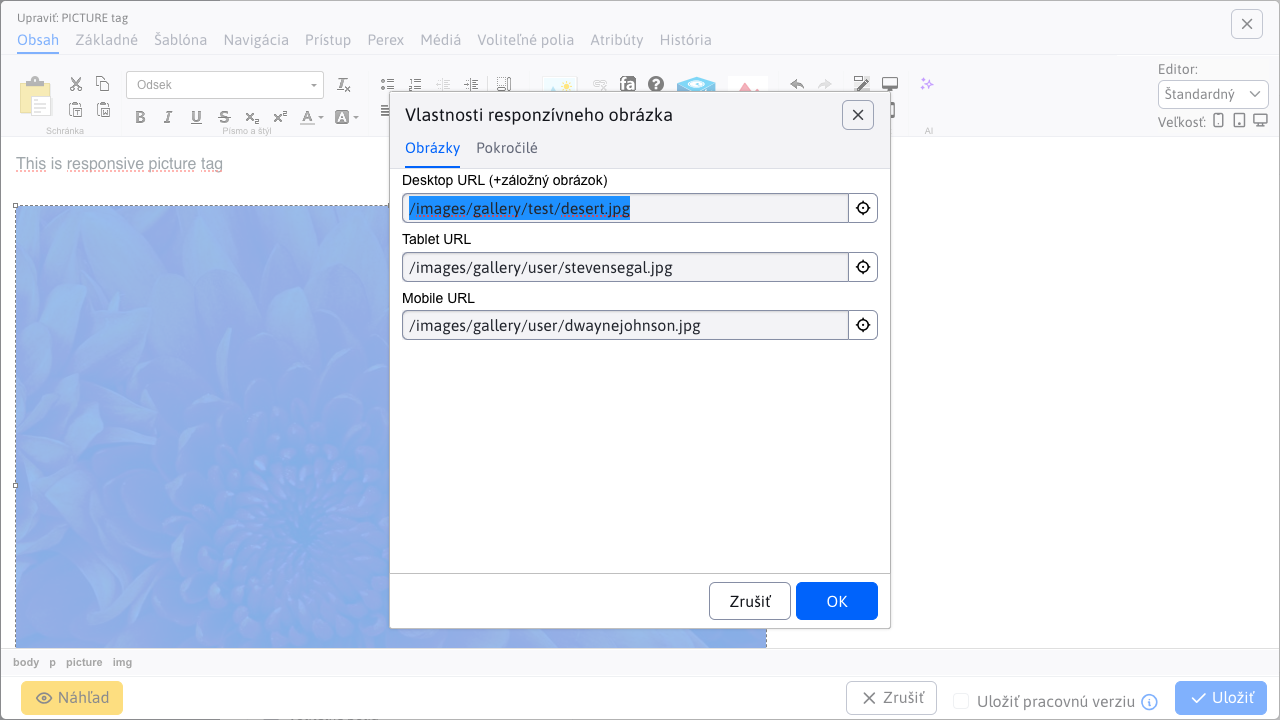 Upraviť: PICTURE tag
Obsah Základné Šablóna Navigácia Prístup Perex Médiá Voliteľné polia Atribúty História
Editor:
Odsek
Štandardný
Schránka
Písmo a štýl
AI
Veľkosť:
This is responsive picture tag
Vlastnosti responzívneho obrázka
Obrázky Pokročilé
Desktop URL (+záložný obrázok)
/images/gallery/test/desert.jpg
Tablet URL
/images/gallery/user/stevensegal.jpg
Mobile URL
/images/gallery/user/dwaynejohnson.jpg
Zrušiť OK
body p picture img
Náhľad Zrušiť Uložiť pracovnú verziu Uložiť